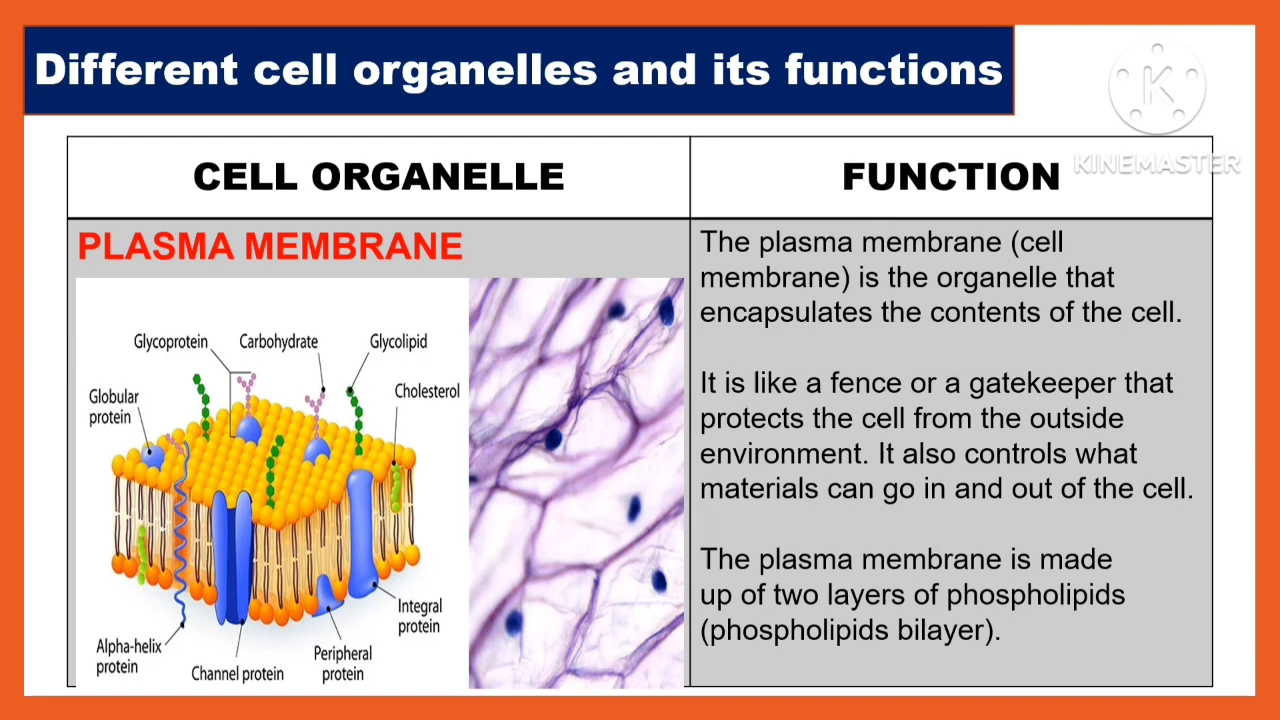 Different cell organelles and its functions
K
KINEMASTER
CELL ORGANELLE
FUNCTION
PLASMA MEMBRANE
Glycoprotein
Carbohydrate
Glycolipid
Globular
protein
Cholesterol
Alpha-helix
protein
Channel protein
Peripheral
protein
Integral
protein
The plasma membrane (cell
membrane) is the organelle that
encapsulates the contents of the cell.
It is like a fence or a gatekeeper that
protects the cell from the outside
environment. It also controls what
materials can go in and out of the cell.
The plasma membrane is made
up of two layers of phospholipids
(phospholipids bilayer).